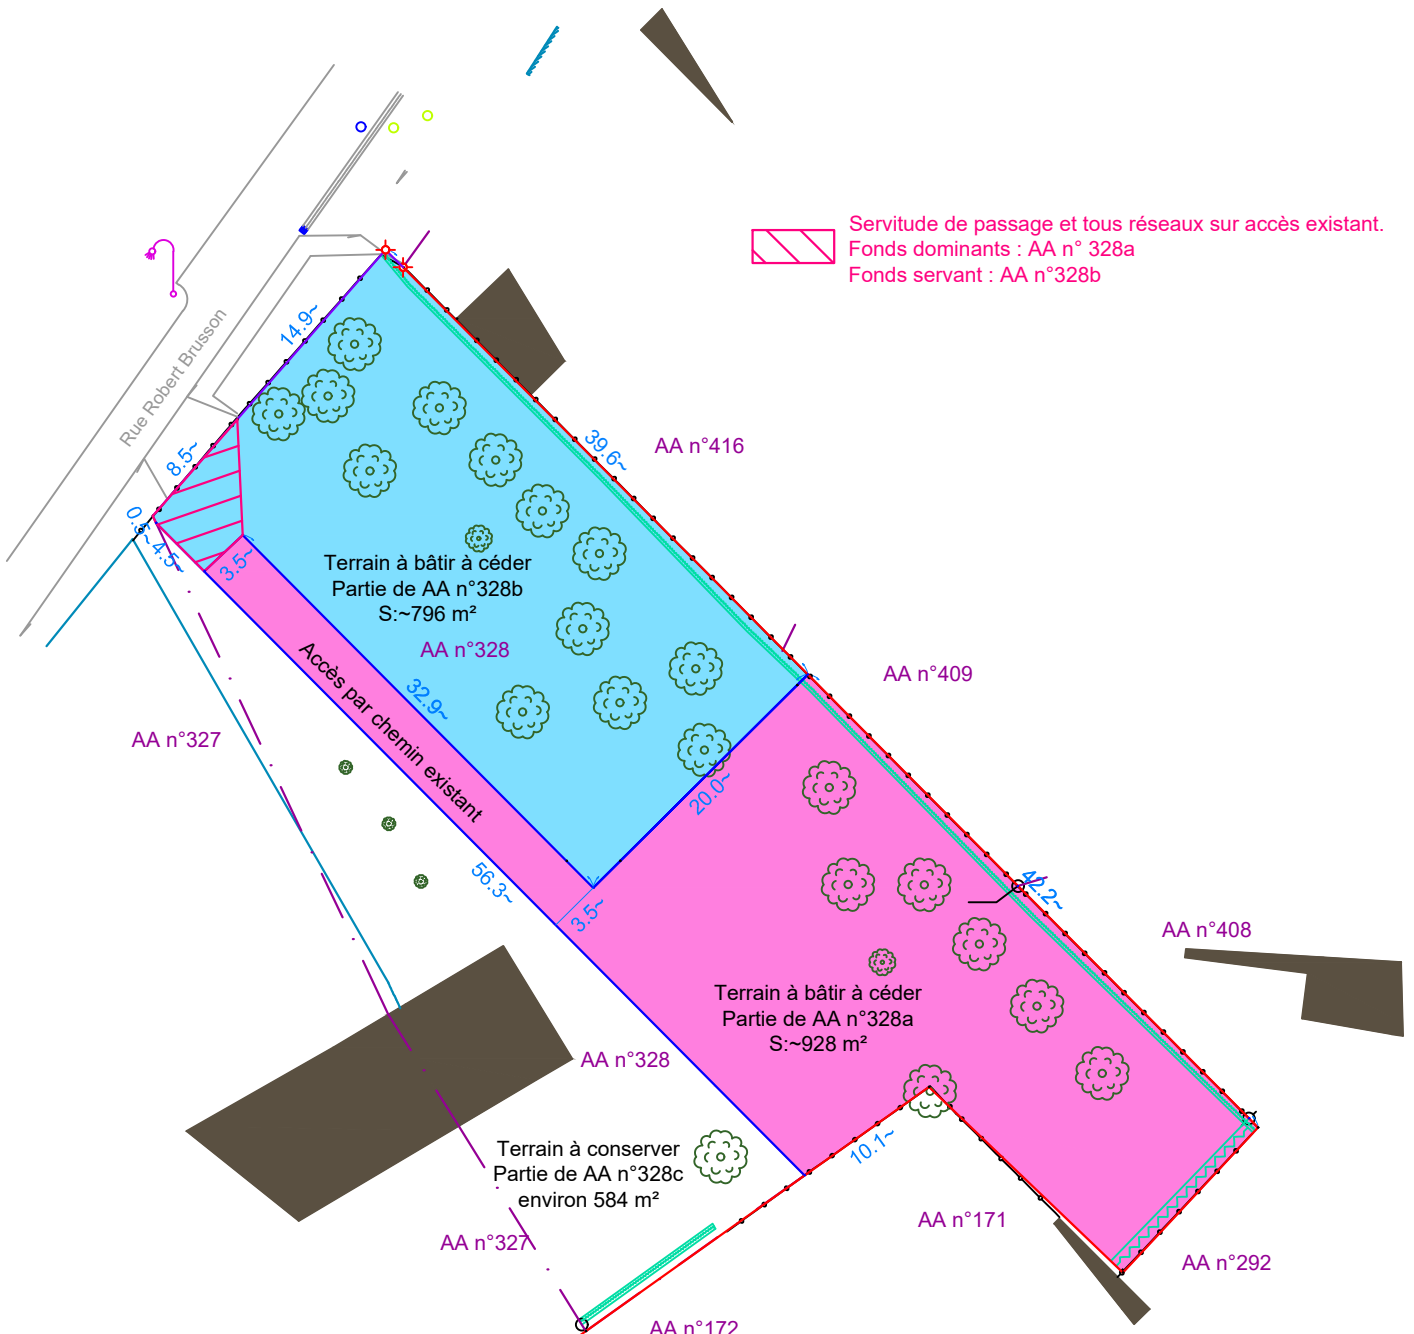 Servitude de passage et tous réseaux sur accès existant.
Fonds dominants : AA n° 328a
Fonds servant : AA n°328b
Rue Robert Brusson
14.9~
8.5~
0.5~
4.5~
3.5~
39.6~
AA n°416
Terrain à bâtir à céder
Partie de AA n°328b
S:~796 m²
AA n°328
AA n°409
Accès par chemin existant
32.9~
AA n°327
20.0~
56.3~
3.5~
42.2~
AA n°408
Terrain à bâtir à céder
Partie de AA n°328a
S:~928 m²
AA n°328
Terrain à conserver
Partie de AA n°328c
environ 584 m²
10.1~
AA n°171
AA n°327
AA n°292
AA n°172